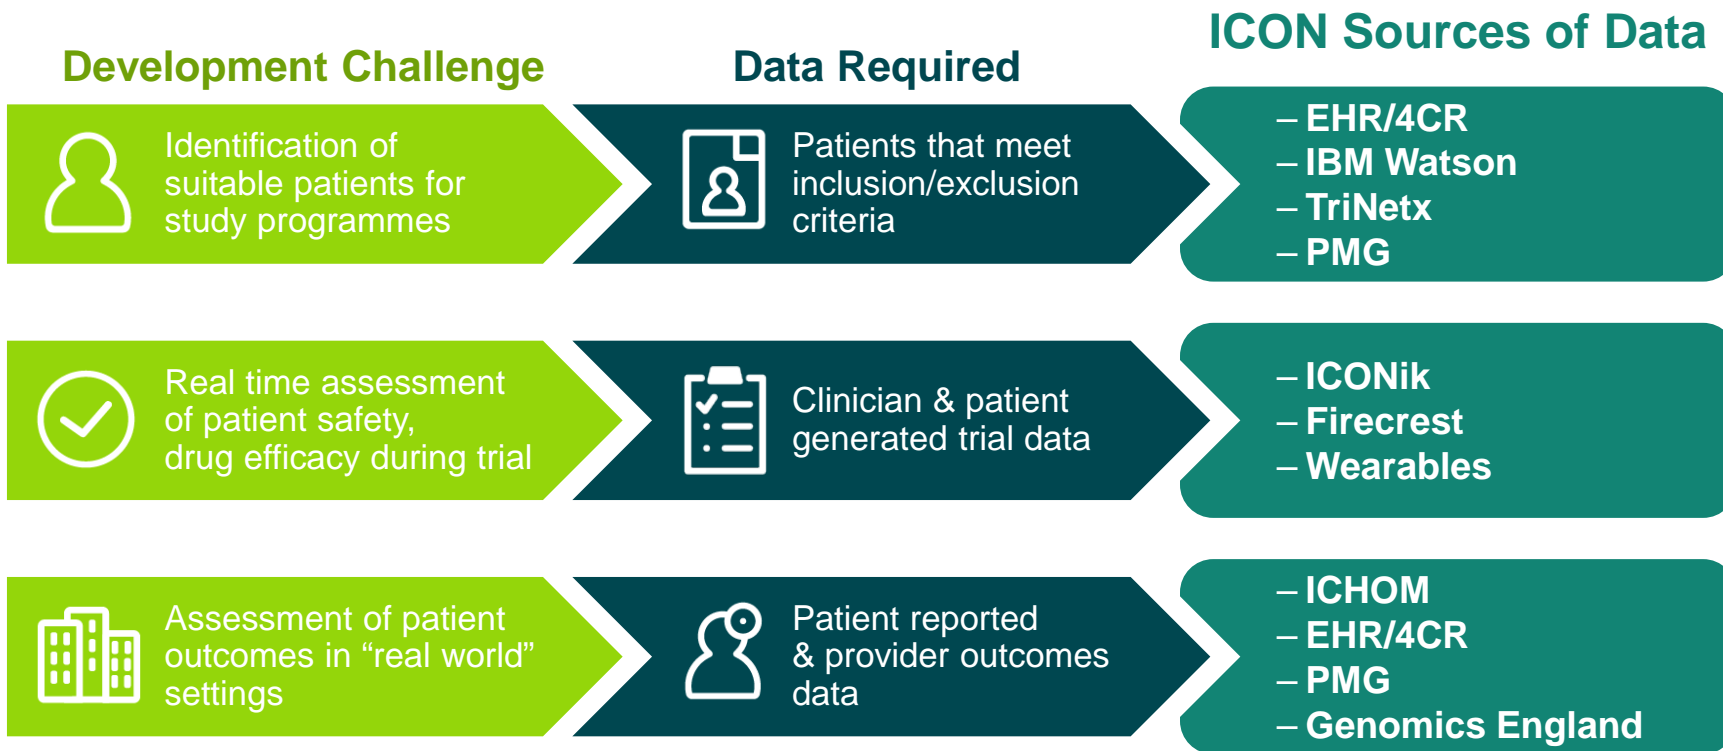 Development Challenge
Data Required
ICON Sources of Data
Identification of
suitable patients for
study programmes
Patients that meet
inclusion/exclusion
criteria
– EHR/4CR
– IBM Watson
– TriNetx
– PMG
Real time assessment
of patient safety,
drug efficacy during trial
Clinician & patient
generated trial data
– ICONik
– Firecrest
– Wearables
Assessment of patient
outcomes in “real world”
settings
Patient reported
& provider outcomes
data
– ICHOM
– EHR/4CR
– PMG
– Genomics England